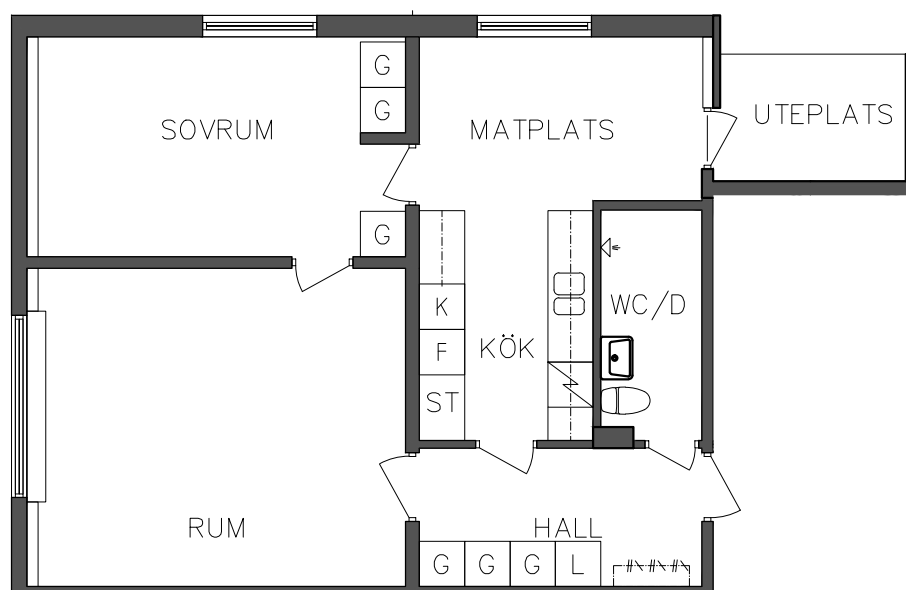 G
G
SOVRUM
MATPLATS
UTEPLATS
G
K
WC/D
F
KÖK
ST
RUM
HALL
G G G L